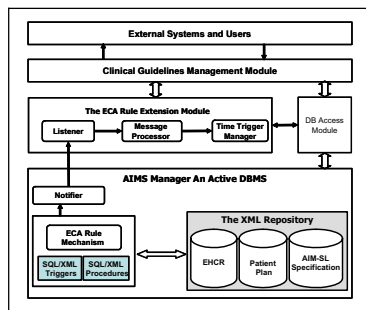 External Systems and Users
Clinical Guidelines Management Module
The ECA Rule Extension Module
Listener
Message
Processor
Time Trigger
Manager
DB Access
Module
AIMS Manager An Active DBMS
Notifier
ECA Rule
Mechanism
SQL/XML
Triggers
SQL/XML
Procedures
The XML Repository
EHCR
Patient
Plan
AIM-SL
Specification